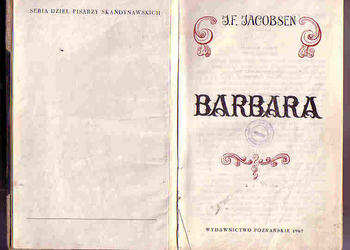 SERIA DZIEŁ PISARZY SKANDYNAWSKICH
J.F. JACOBSEN
BARBARA
WYDAWNICTWO POZNAŃSKIE 1967